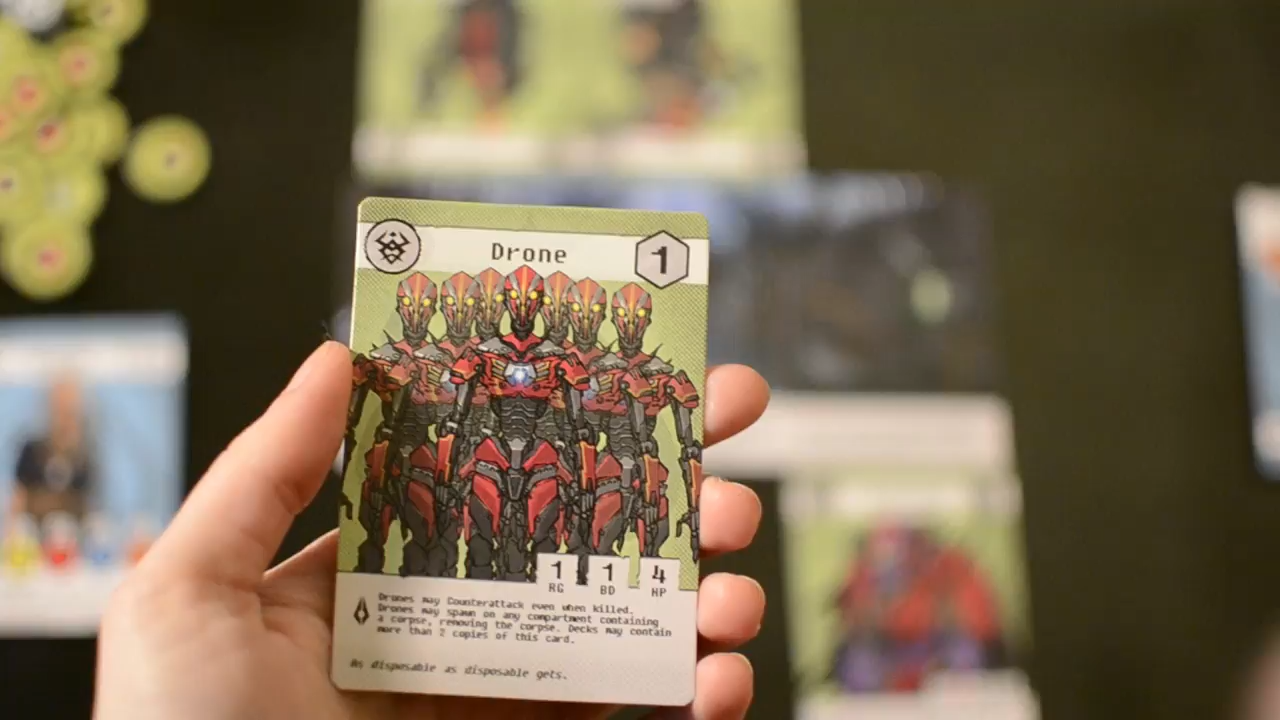 Drone
1
1 1 4
RG BD HP
Drones may Counterattack even when killed.
Drones may spawn on any compartment containing
a corpse, removing the corpse. Decks may contain
more than 2 copies of this card.
As disposable as disposable gets.